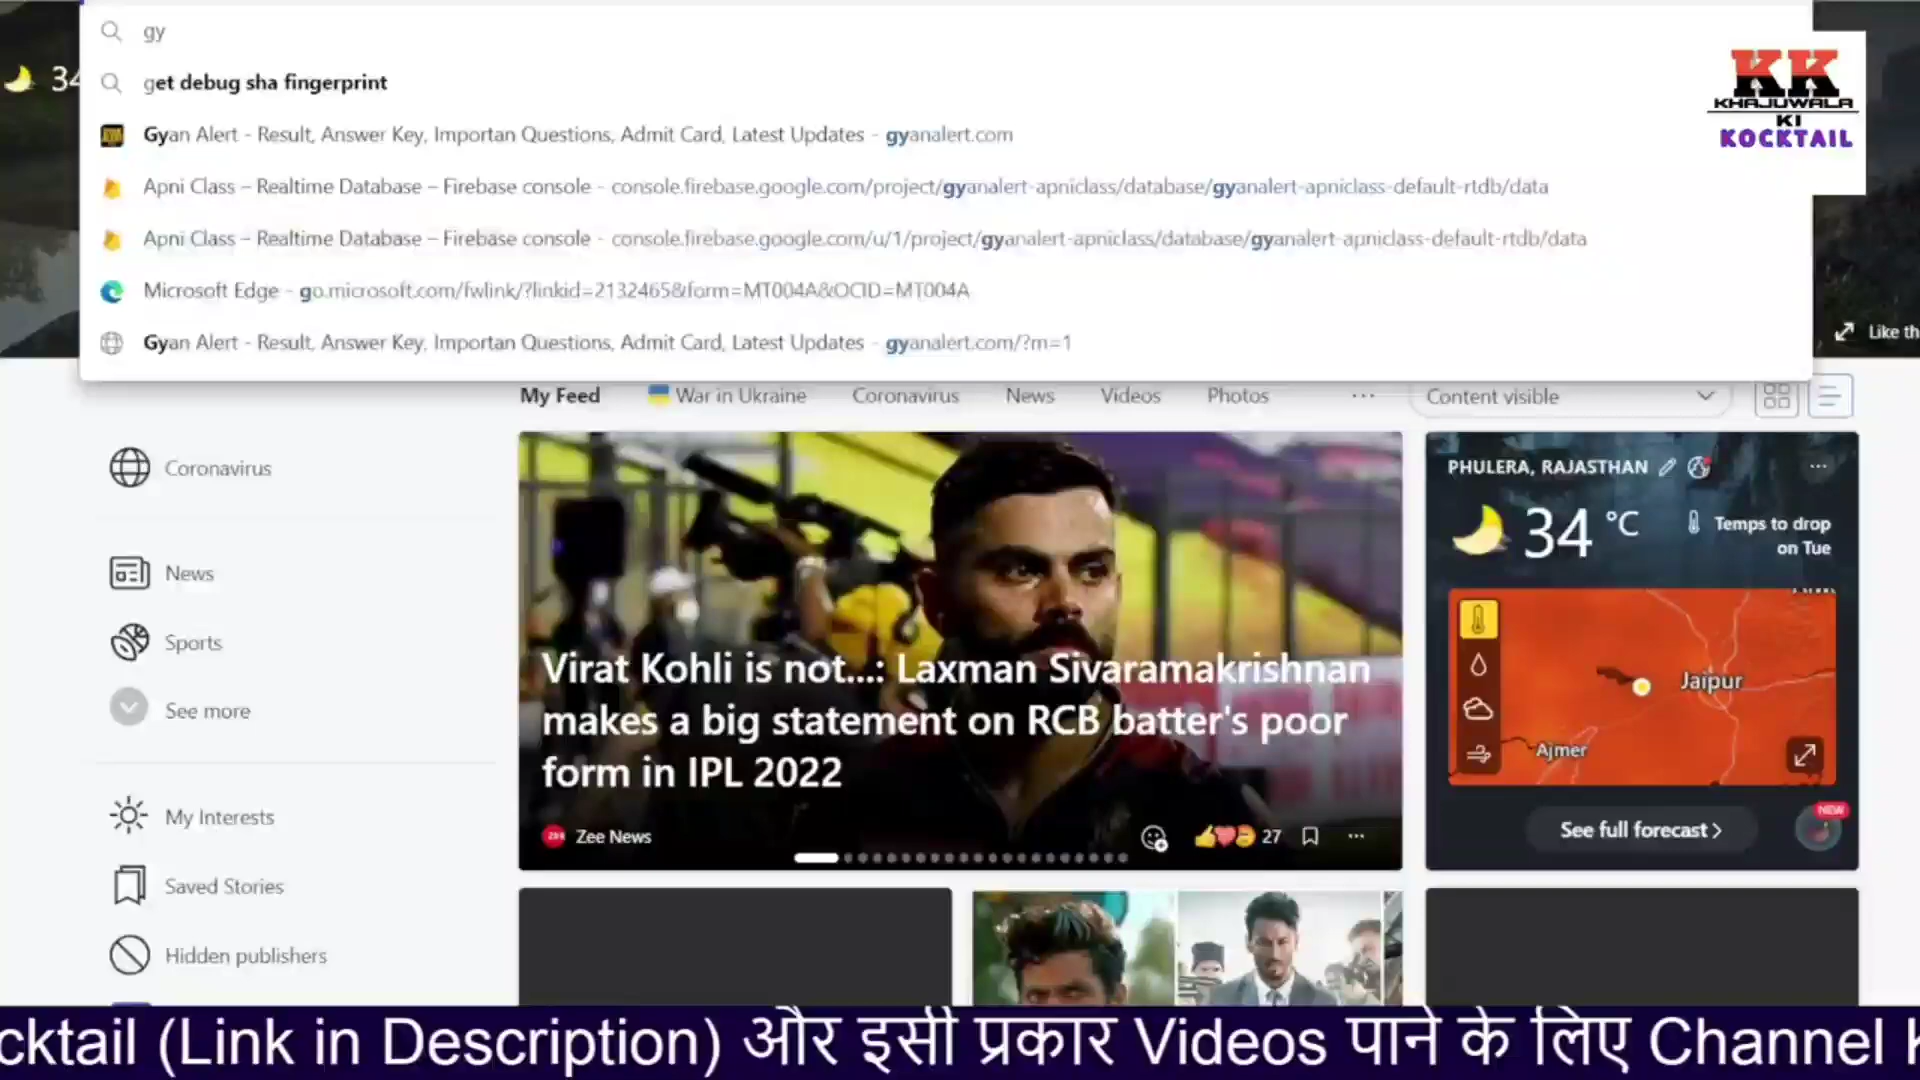 gy
get debug sha fingerprint
34
Gyan Alert - Result, Answer Key, Importan Questions, Admit Card, Latest Updates - gyanalert.com
Apni Class – Realtime Database – Firebase console - console.firebase.google.com/project/gyanalert-apniclass/database/gyanalert-apniclass-default-rtdb/data
Apni Class – Realtime Database – Firebase console - console.firebase.google.com/u/1/project/gyanalert-apniclass/database/gyanalert-apniclass-default-rtdb/data
Microsoft Edge - go.microsoft.com/fwlink/?linkid=2132465&form=MT004A&OCID=MT004A
Gyan Alert - Result, Answer Key, Importan Questions, Admit Card, Latest Updates - gyanalert.com/?m=1
KK
KHAJUWALA
KI
KOCKTAIL
Like th
My Feed War in Ukraine Coronavirus News Videos Photos ... Content visible
Coronavirus
News
Sports
See more
My Interests
Saved Stories
Hidden publishers
Virat Kohli is not...: Laxman Sivaramakrishnan
makes a big statement on RCB batter's poor
form in IPL 2022
Zee News 27
PHULERA, RAJASTHAN
34 °C
Temps to drop
on Tue
Jaipur
Ajmer
See full forecast >
NEW
cktail (Link in Description) और इसी प्रकार Videos पाने के लिए Channel K